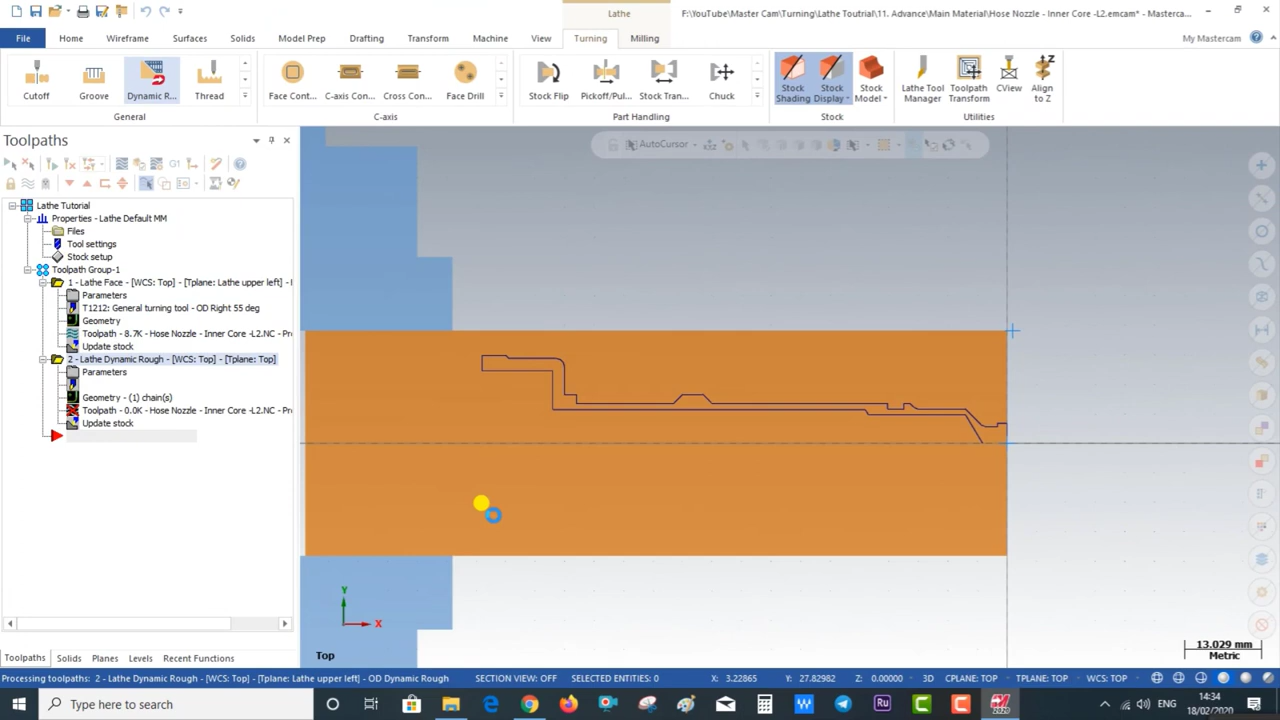 Lathe
F:\YouTube\Master Cam\Turning\Lathe Toutrial\11. Advance\Main Material\Hose Nozzle - Inner Core -L2.emcam* - Masterca...
File Home Wireframe Surfaces Solids Model Prep Drafting Transform Machine View Turning Milling My Mastercam
Cutoff Groove Dynamic R... Thread Face Cont... C-axis Con... Cross Con... Face Drill Stock Flip Pickoff/Pul... Stock Tran... Chuck Stock Shading Stock Display Stock Model Lathe Tool Manager Toolpath Transform CView Align to Z
General C-axis Part Handling Stock Utilities
Toolpaths
AutoCursor
G1
Lathe Tutorial
Properties - Lathe Default MM
Files
Tool settings
Stock setup
Toolpath Group-1
1 - Lathe Face - [WCS: Top] - [Tplane: Lathe upper left] -
Parameters
T1212: General turning tool - OD Right 55 deg
Geometry
Toolpath - 8.7K - Hose Nozzle - Inner Core -L2.NC - Pr
Update stock
2 - Lathe Dynamic Rough - [WCS: Top] - [Tplane: Top]
Parameters
Geometry - (1) chain(s)
Toolpath - 0.0K - Hose Nozzle - Inner Core -L2.NC - Pr
Update stock
Y
X
Top
13.029 mm
Metric
Toolpaths Solids Planes Levels Recent Functions
Processing toolpaths: 2 - Lathe Dynamic Rough - [WCS: Top] - [Tplane: Lathe upper left] - OD Dynamic Rough SECTION VIEW: OFF SELECTED ENTITIES: 0 X: 3.22865 Y: 27.82982 Z: 0.00000 3D CPLANE: TOP TPLANE: TOP WCS: TOP
Type here to search
Ru
2020
ENG
14:34
18/02/2020